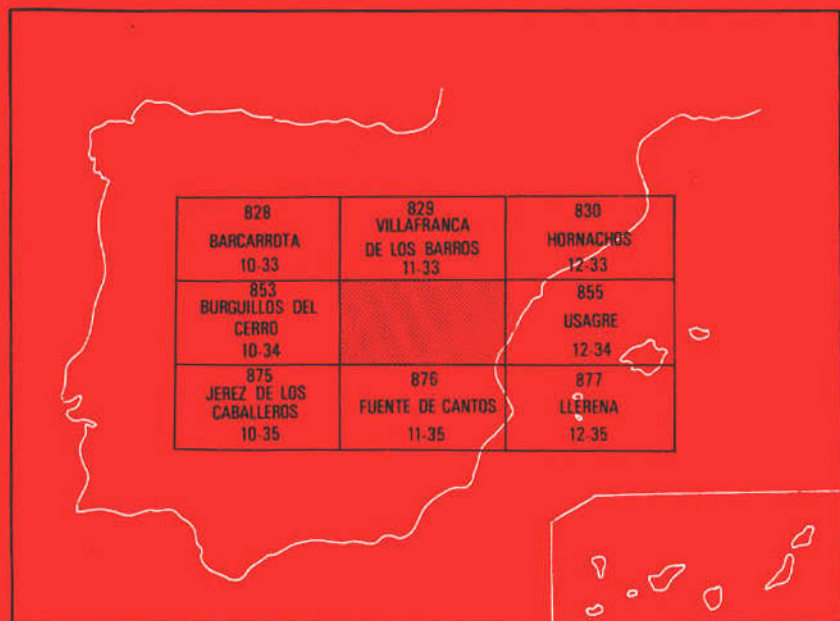 828
BARCARROTA
10-33
829
VILLAFRANCA
DE LOS BARROS
11-33
830
HORNACHOS
12-33
853
BURGUILLOS DEL
CERRO
10-34
855
USAGRE
12-34
875
JEREZ DE LOS
CABALLEROS
10-35
876
FUENTE DE CANTOS
11-35
877
LLERENA
12-35